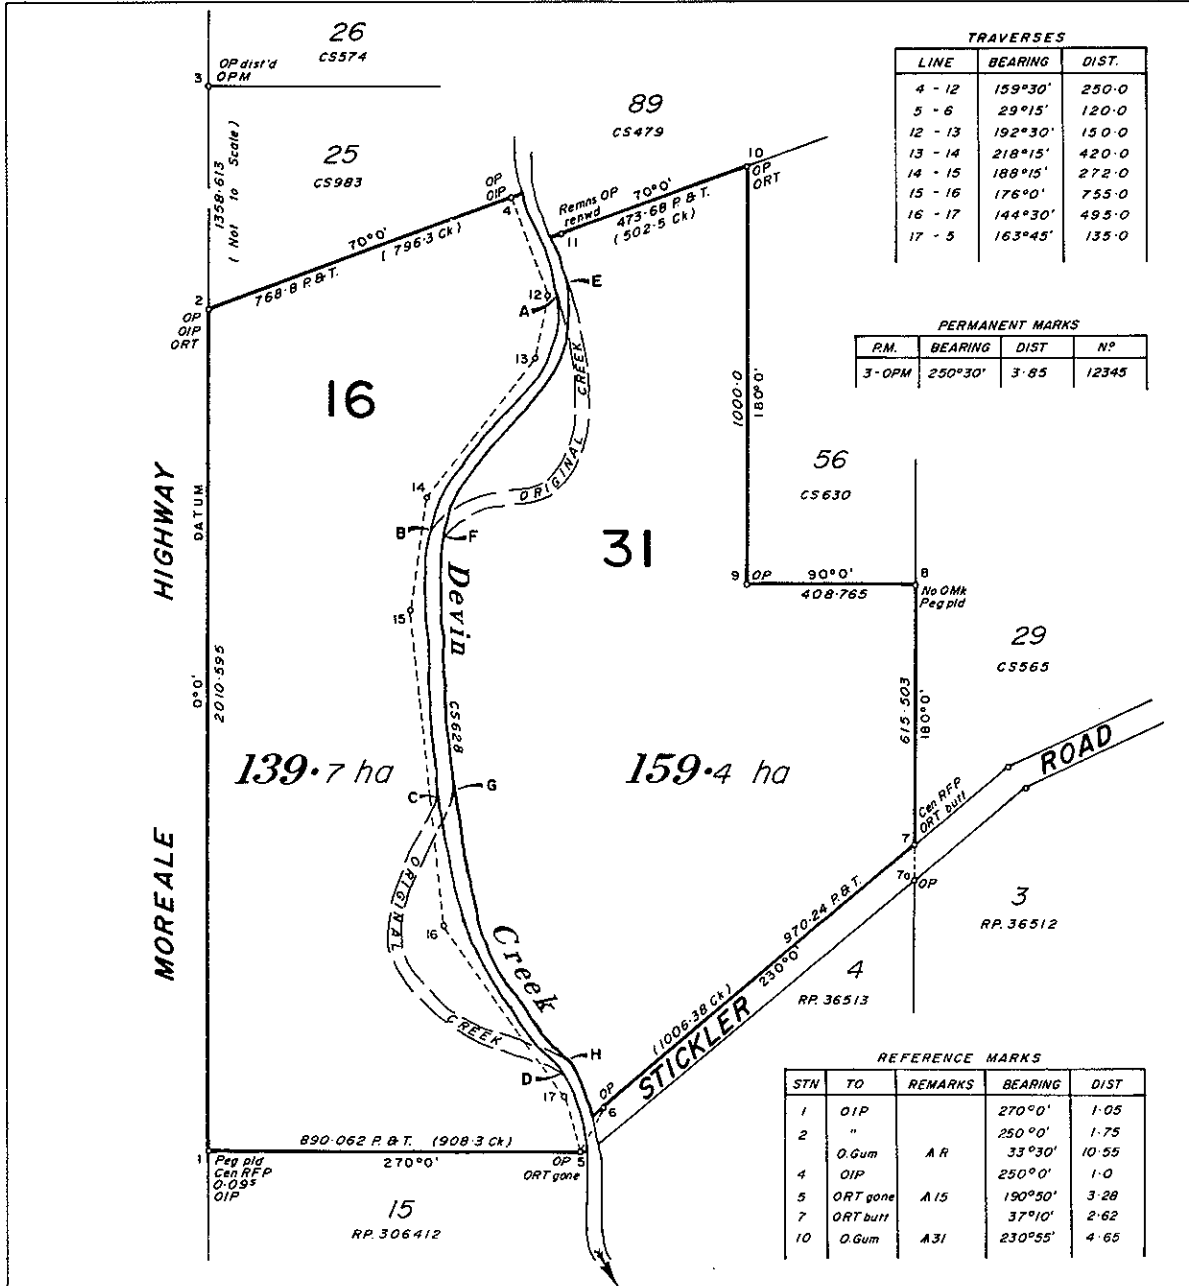 26
CS574
OP dist'd
OPM
3
1358·613
( Not to Scale )
25
CS983
89
CS479
10
OP
ORT
OP
OIP
4
70°0'
( 796·3 Ck )
768·8 P. & T.
Remns OP
renwd
11
70°0'
473·68 P. & T.
( 502·5 Ck )
2
OP
OIP
ORT
12
A
E
13
ORIGINAL CREEK
16
14
B
F
15
31
1000·0
180°0'
56
CS630
9
OP
90°0'
408·765
8
No OMk
Peg pld
29
CS565
615·503
180°0'
MOREALE HIGHWAY
DATUM
0°0'
2010·595
Devin Creek
CS628
139·7 ha
159·4 ha
C
G
ORIGINAL CREEK
16
D
H
17
Cen RFP
ORT butt
7
7a
OP
3
RP. 36512
970·24 P. & T.
230°0'
(1006·38 Ck)
4
RP. 36513
STICKLER ROAD
OP
6
890·062 P. & T. (908·3 Ck)
270°0'
1
Peg pld
Cen RFP
0·09⁵
OIP
OP
ORT gone
5
15
RP. 306412
TRAVERSES
LINE BEARING DIST.
4 - 12 159°30' 250·0
5 - 6 29°15' 120·0
12 - 13 192°30' 150·0
13 - 14 218°15' 420·0
14 - 15 188°15' 272·0
15 - 16 176°0' 755·0
16 - 17 144°30' 495·0
17 - 5 163°45' 135·0
PERMANENT MARKS
P.M. BEARING DIST Nº
3-OPM 250°30' 3·85 12345
REFERENCE MARKS
STN TO REMARKS BEARING DIST
1 OIP 270°0' 1·05
2 " 250°0' 1·75
O.Gum A R 33°30' 10·55
4 OIP 250°0' 1·0
5 ORT gone A 15 190°50' 3·28
7 ORT butt 37°10' 2·62
10 O.Gum A 31 230°55' 4·65